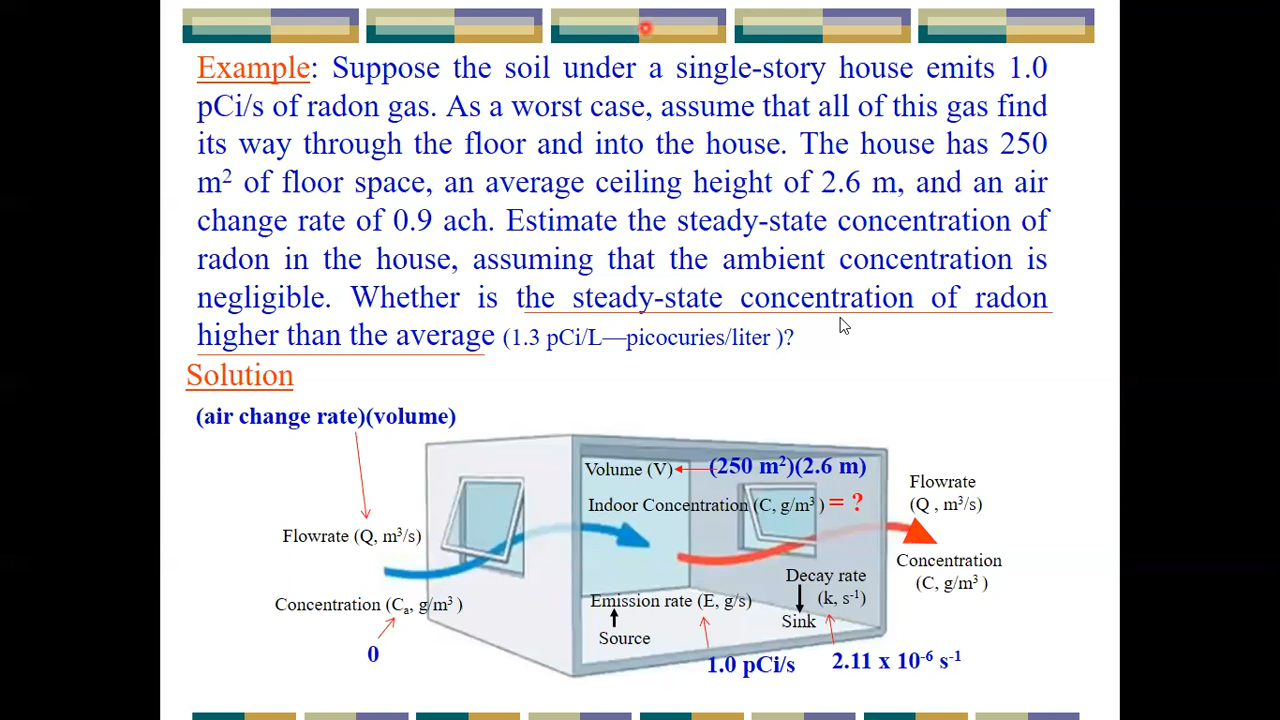 Example: Suppose the soil under a single-story house emits 1.0
pCi/s of radon gas. As a worst case, assume that all of this gas find
its way through the floor and into the house. The house has 250
m² of floor space, an average ceiling height of 2.6 m, and an air
change rate of 0.9 ach. Estimate the steady-state concentration of
radon in the house, assuming that the ambient concentration is
negligible. Whether is the steady-state concentration of radon
higher than the average (1.3 pCi/L—picocuries/liter )?
Solution
(air change rate)(volume)
Volume (V)
(250 m²)(2.6 m)
Indoor Concentration (C, g/m³ ) = ?
Flowrate
(Q , m³/s)
Flowrate (Q, m³/s)
Concentration
(C, g/m³ )
Concentration (Cₐ, g/m³ )
Decay rate
(k, s⁻¹)
Emission rate (E, g/s)
Sink
Source
0
1.0 pCi/s
2.11 x 10⁻⁶ s⁻¹